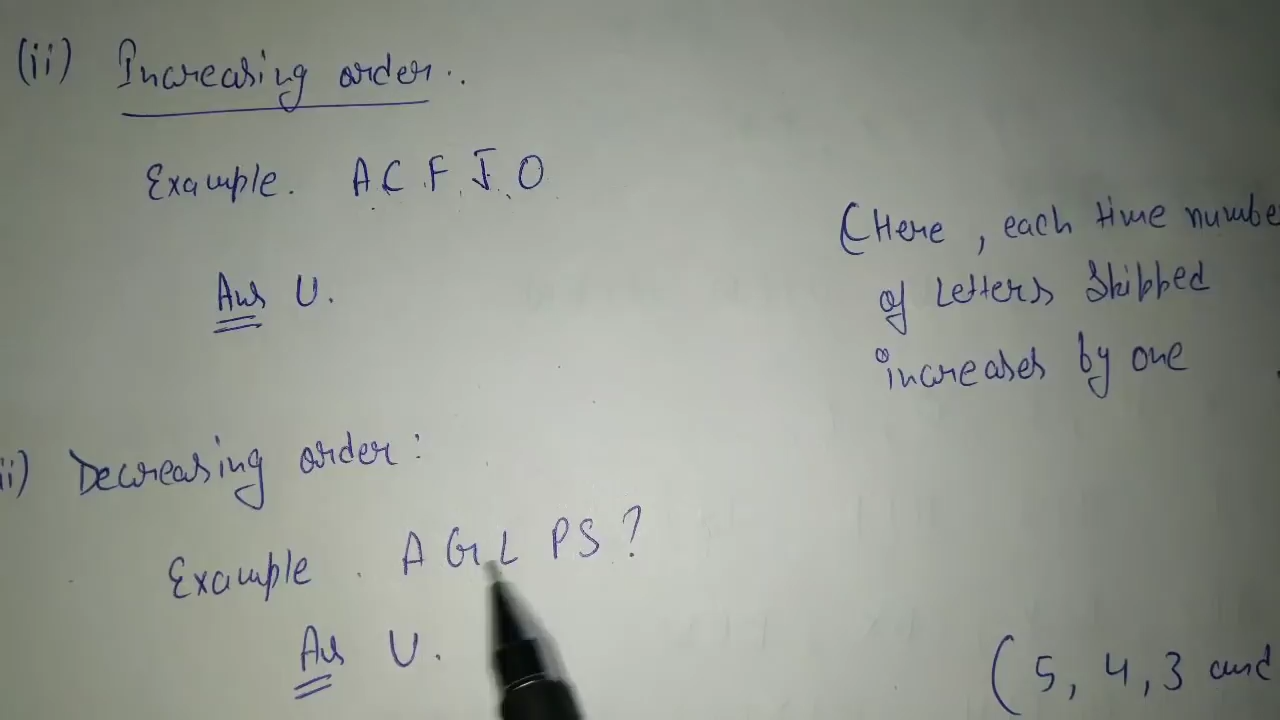 (ii) Increasing order..
Example. A C F J O
(Here, each time numbe
of Letters Skipped
increases by one
Ans U.
ii) Decreasing order:
Example. A G L P S ?
Ans U.
(5, 4, 3 and